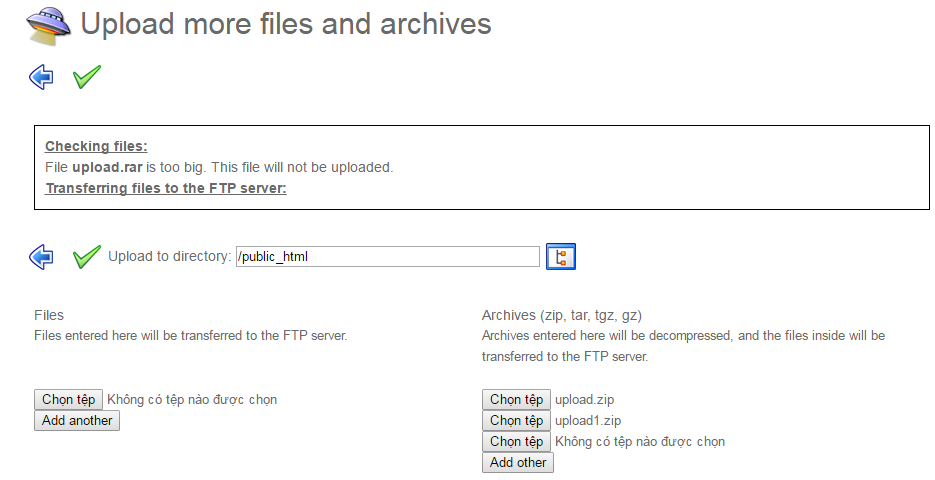 Upload more files and archives
Checking files:
File upload.rar is too big. This file will not be uploaded.
Transferring files to the FTP server:
Upload to directory: /public_html
Files
Files entered here will be transferred to the FTP server.
Chọn tệp Không có tệp nào được chọn
Add another
Archives (zip, tar, tgz, gz)
Archives entered here will be decompressed, and the files inside will be
transferred to the FTP server.
Chọn tệp upload.zip
Chọn tệp upload1.zip
Chọn tệp Không có tệp nào được chọn
Add other